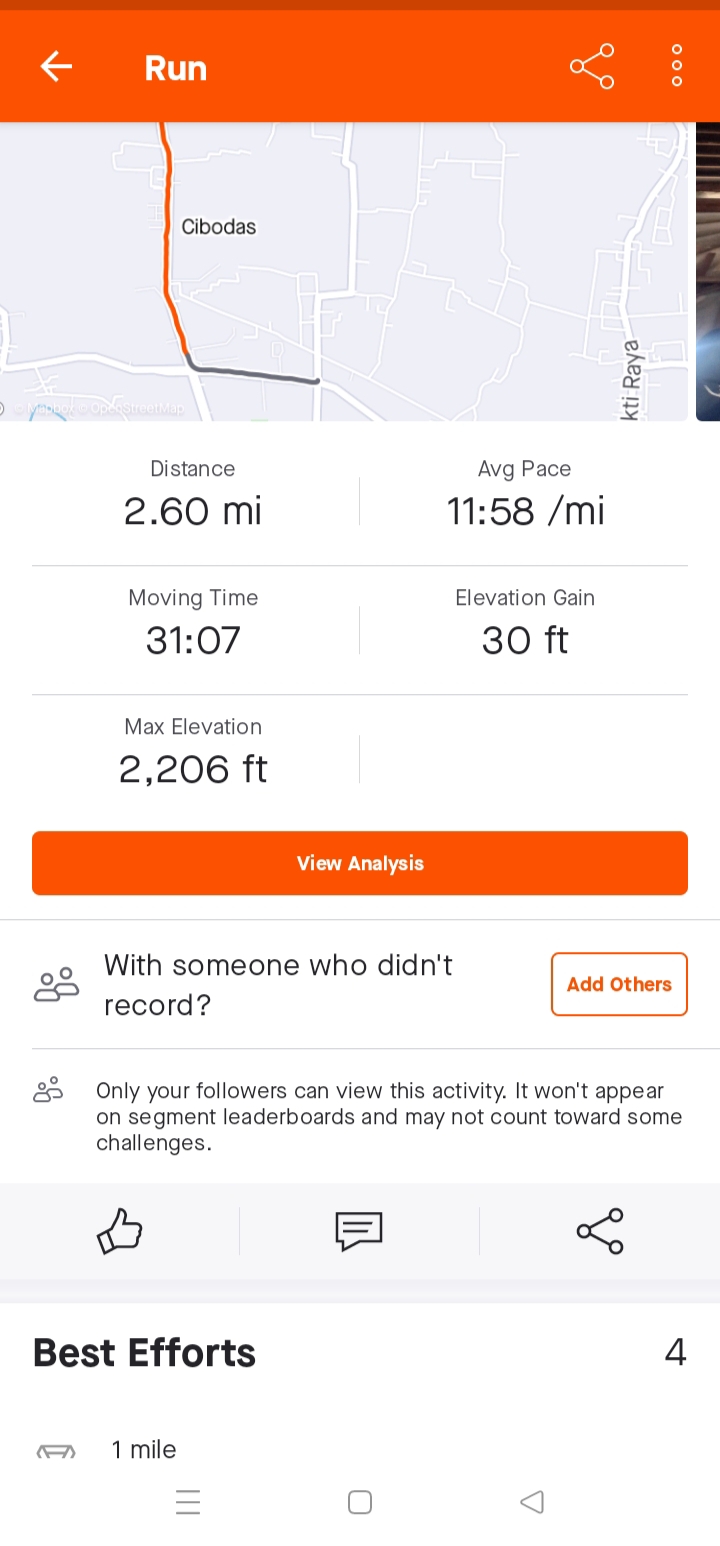 Run
Cibodas
kti Raya
© Mapbox © OpenStreetMap
Distance
2.60 mi
Avg Pace
11:58 /mi
Moving Time
31:07
Elevation Gain
30 ft
Max Elevation
2,206 ft
View Analysis
With someone who didn't
record?
Add Others
Only your followers can view this activity. It won't appear
on segment leaderboards and may not count toward some
challenges.
Best Efforts
4
1 mile